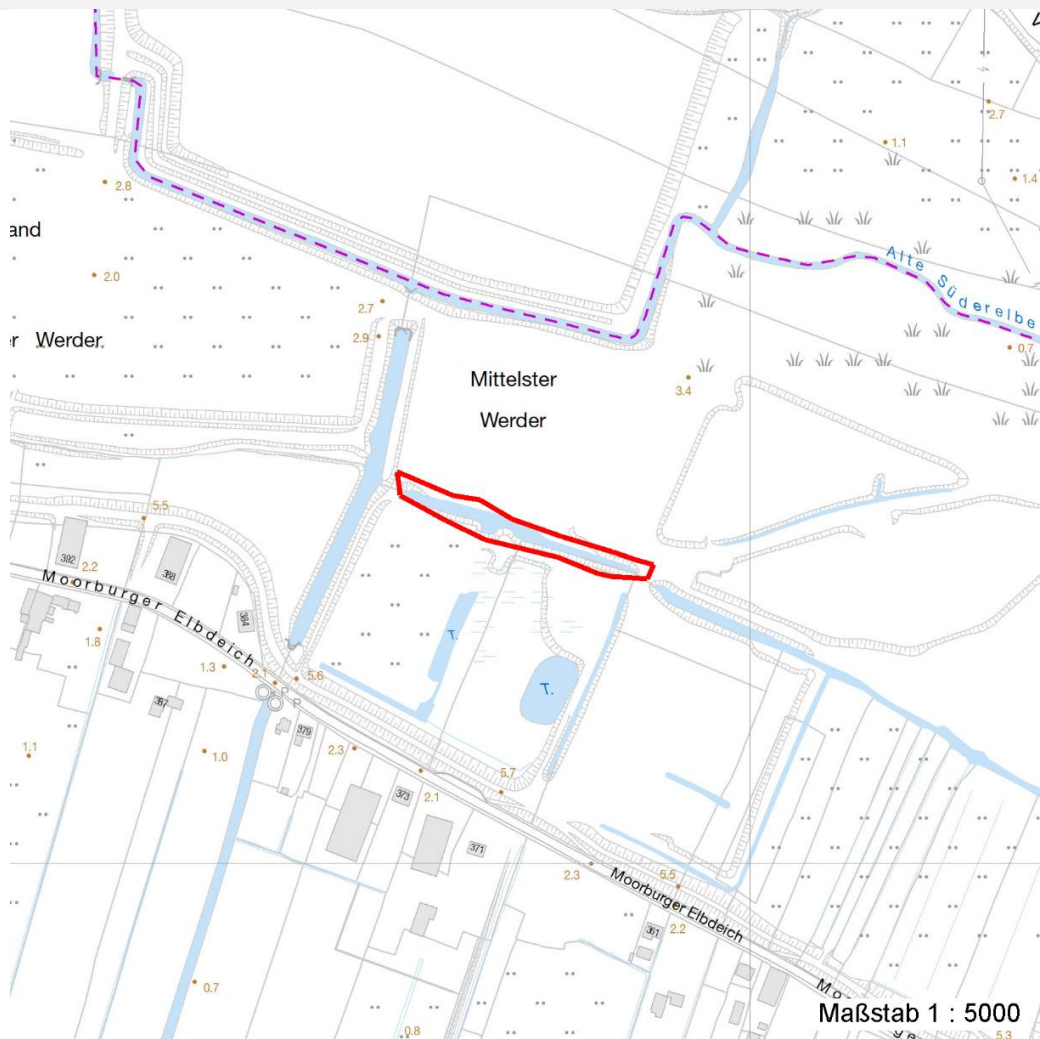 2.7
1.1
1.4
2.8
and
2.0
Alte Süderelbe
2.7
2.9
0.7
r Werder
Mittelster
Werder
3.4
5.5
392
388
2.2
Moorburger Elbdeich
384
1.8
T.
1.3
5.6
2.1
P
P
T.
367
379
1.1
1.0
2.3
5.7
373
2.1
371
2.3
5.5
Moorburger Elbdeich
2.2
361
0.7
Maßstab 1 : 5000
0.8
5.3